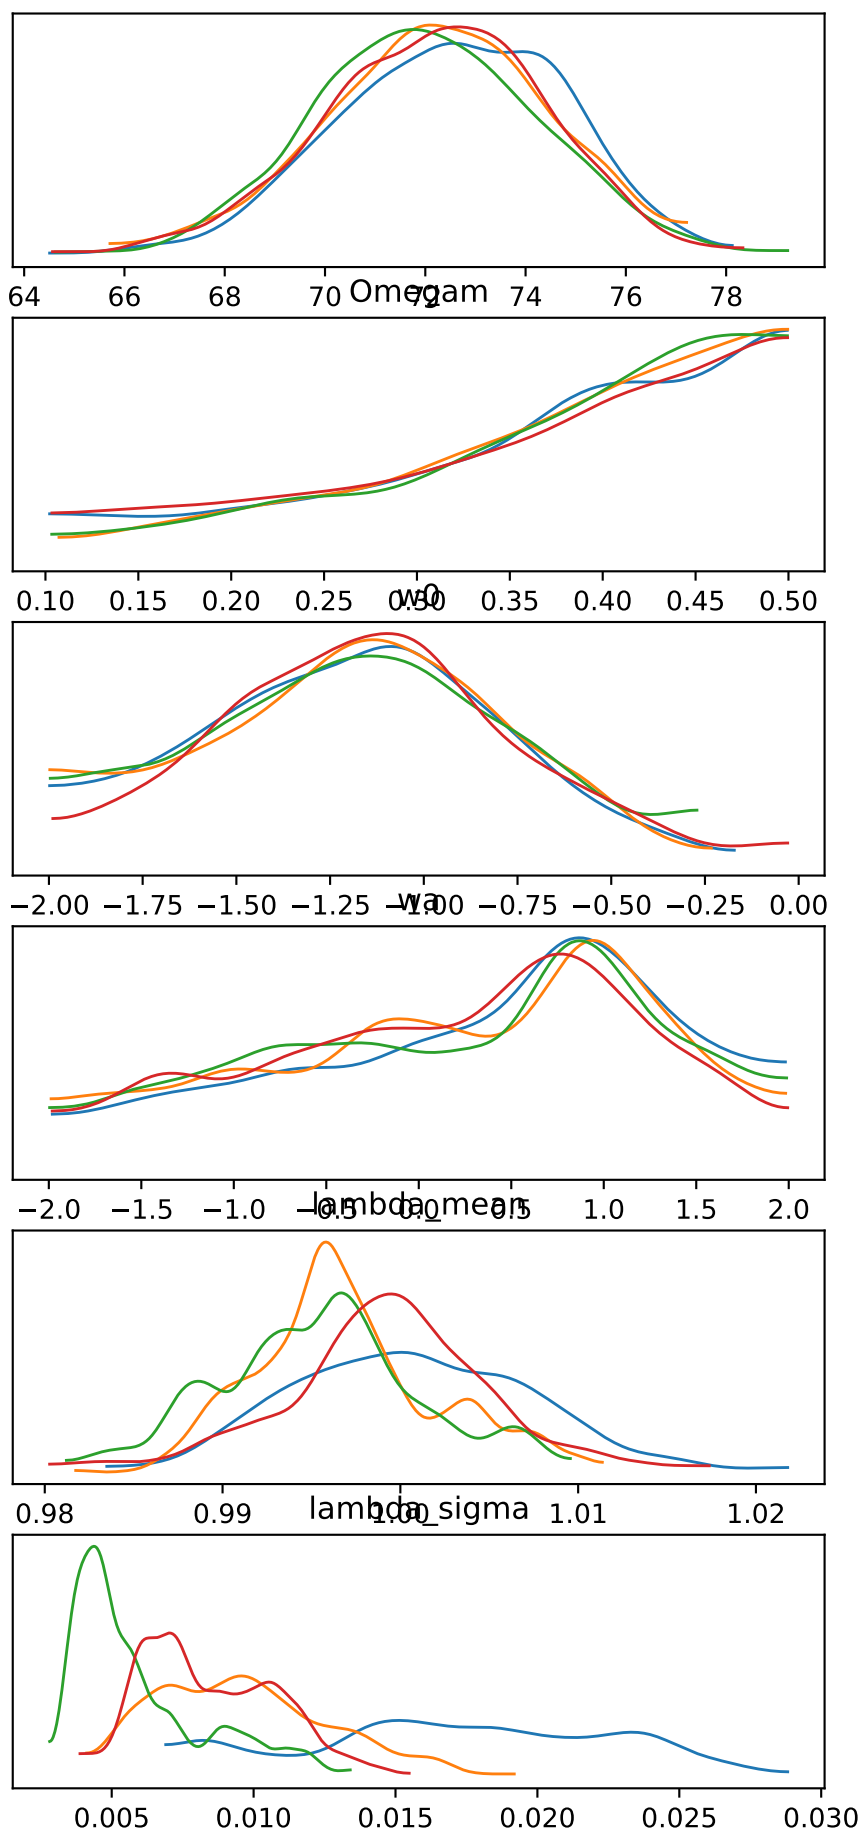 64 66 68 70 72 74 76 78
Omegam
0.10 0.15 0.20 0.25 0.30 0.35 0.40 0.45 0.50
w0
−2.00 −1.75 −1.50 −1.25 −1.00 −0.75 −0.50 −0.25 0.00
wa
−2.0 −1.5 −1.0 −0.5 0.0 0.5 1.0 1.5 2.0
lambda_mean
0.98 0.99 1.00 1.01 1.02
lambda_sigma
0.005 0.010 0.015 0.020 0.025 0.030